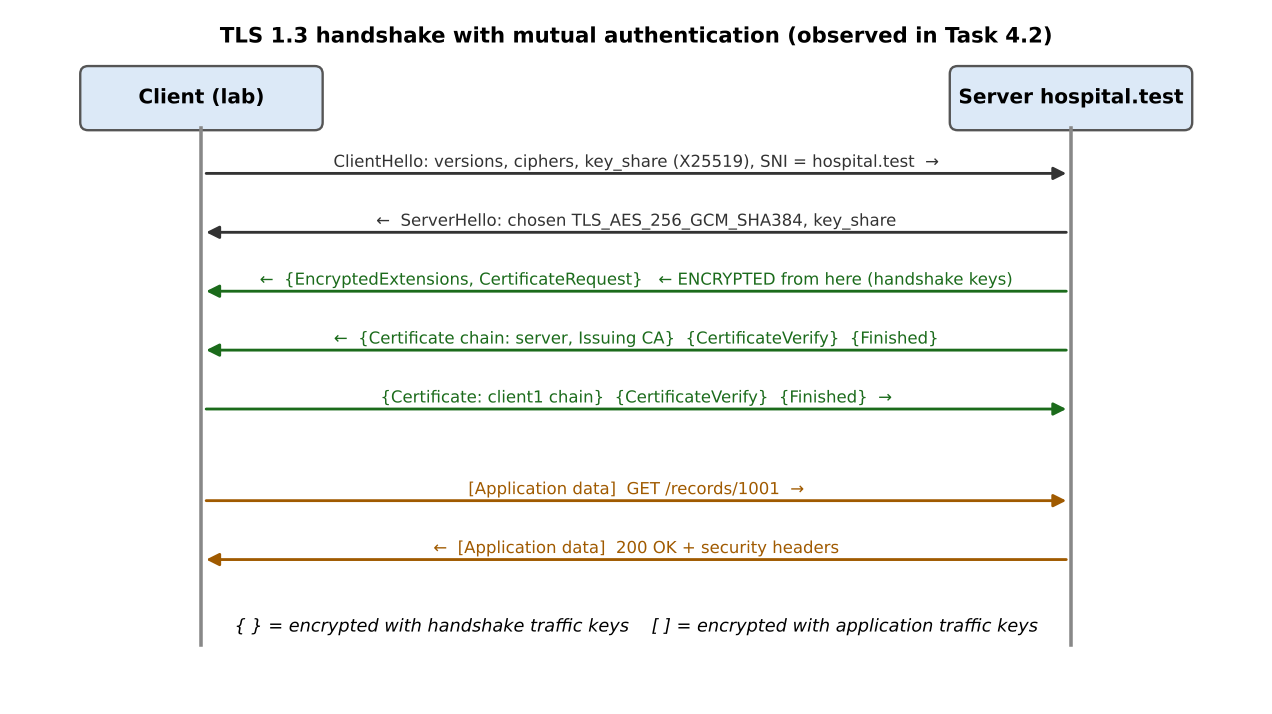 TLS 1.3 handshake with mutual authentication (observed in Task 4.2)
Client (lab)
Server hospital.test
ClientHello: versions, ciphers, key_share (X25519), SNI = hospital.test →
← ServerHello: chosen TLS_AES_256_GCM_SHA384, key_share
← {EncryptedExtensions, CertificateRequest} ← ENCRYPTED from here (handshake keys)
← {Certificate chain: server, Issuing CA} {CertificateVerify} {Finished}
{Certificate: client1 chain} {CertificateVerify} {Finished} →
[Application data] GET /records/1001 →
← [Application data] 200 OK + security headers
{ } = encrypted with handshake traffic keys [ ] = encrypted with application traffic keys